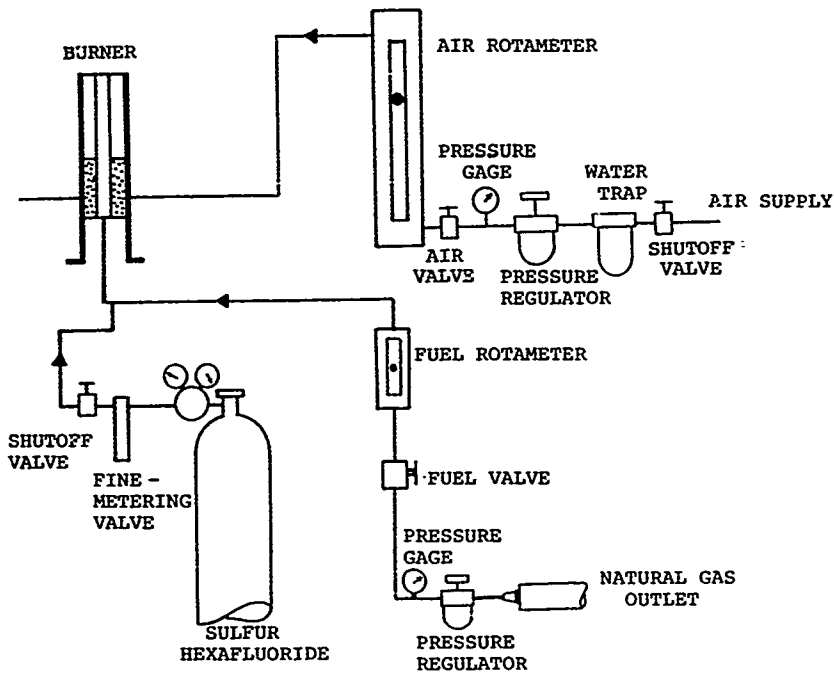 BURNER
AIR ROTAMETER
PRESSURE
GAGE
WATER
TRAP
AIR SUPPLY
AIR
VALVE
PRESSURE
REGULATOR
SHUTOFF
VALVE
FUEL ROTAMETER
SHUTOFF
VALVE
FINE-
METERING
VALVE
FUEL VALVE
PRESSURE
GAGE
NATURAL GAS
OUTLET
SULFUR
HEXAFLUORIDE
PRESSURE
REGULATOR